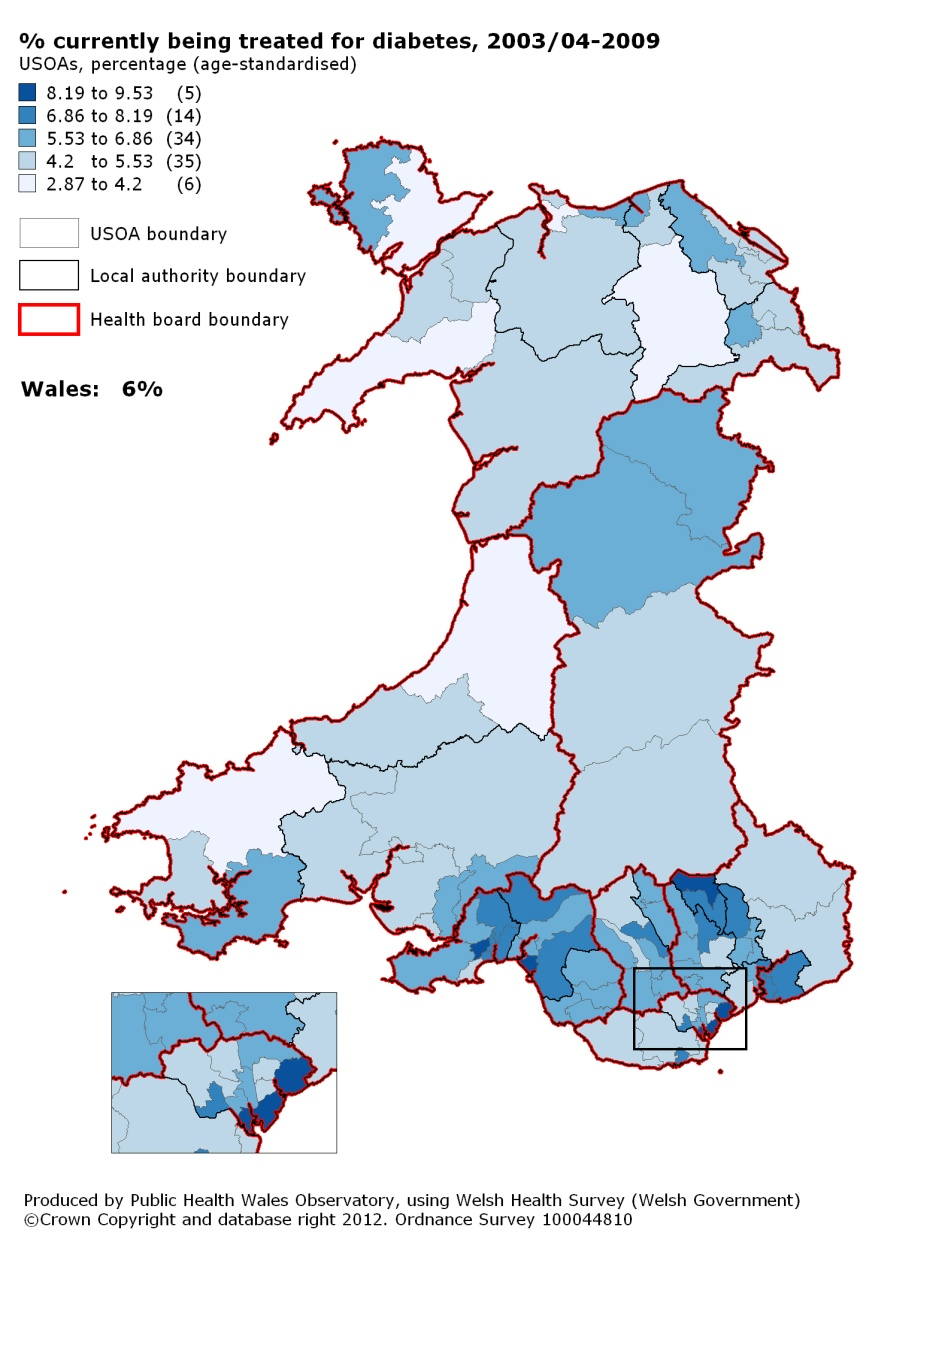 % currently being treated for diabetes, 2003/04-2009
USOAs, percentage (age-standardised)
8.19 to 9.53 (5)
6.86 to 8.19 (14)
5.53 to 6.86 (34)
4.2 to 5.53 (35)
2.87 to 4.2 (6)
USOA boundary
Local authority boundary
Health board boundary
Wales: 6%
Produced by Public Health Wales Observatory, using Welsh Health Survey (Welsh Government)
©Crown Copyright and database right 2012. Ordnance Survey 100044810